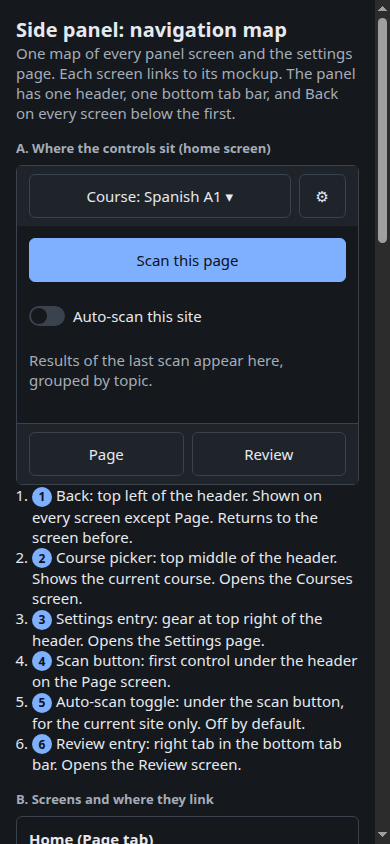 Side panel: navigation map
One map of every panel screen and the settings
page. Each screen links to its mockup. The panel
has one header, one bottom tab bar, and Back
on every screen below the first.
A. Where the controls sit (home screen)
Course: Spanish A1 ▾
⚙
Scan this page
Auto-scan this site
Results of the last scan appear here,
grouped by topic.
Page
Review
1. 1 Back: top left of the header. Shown on
every screen except Page. Returns to the
screen before.
2. 2 Course picker: top middle of the header.
Shows the current course. Opens the Courses
screen.
3. 3 Settings entry: gear at top right of the
header. Opens the Settings page.
4. 4 Scan button: first control under the header
on the Page screen.
5. 5 Auto-scan toggle: under the scan button,
for the current site only. Off by default.
6. 6 Review entry: right tab in the bottom tab
bar. Opens the Review screen.
B. Screens and where they link
Home (Page tab)